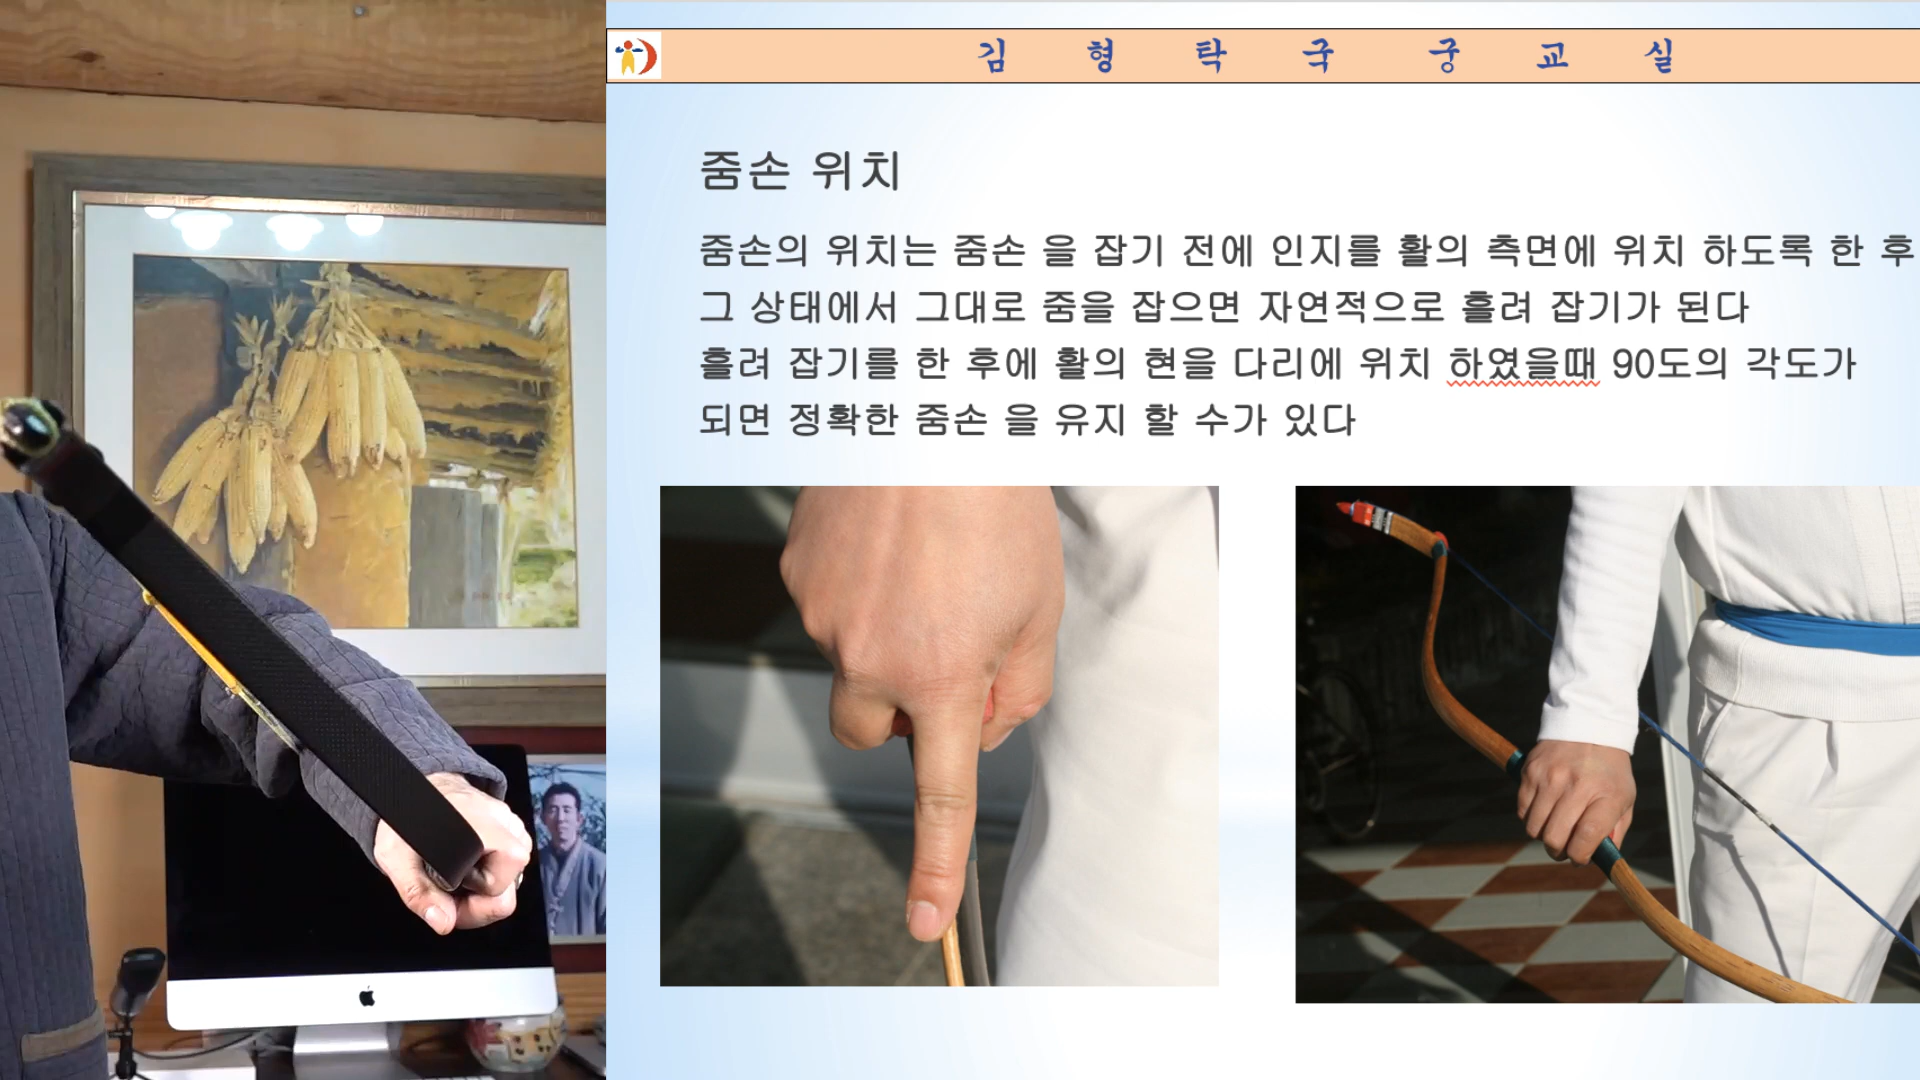 김 형 탁 국 궁 교 실
줌손 위치
줌손의 위치는 줌손 을 잡기 전에 인지를 활의 측면에 위치 하도록 한 후
그 상태에서 그대로 줌을 잡으면 자연적으로 흘려 잡기가 된다
흘려 잡기를 한 후에 활의 현을 다리에 위치 하였을때 90도의 각도가
되면 정확한 줌손 을 유지 할 수가 있다